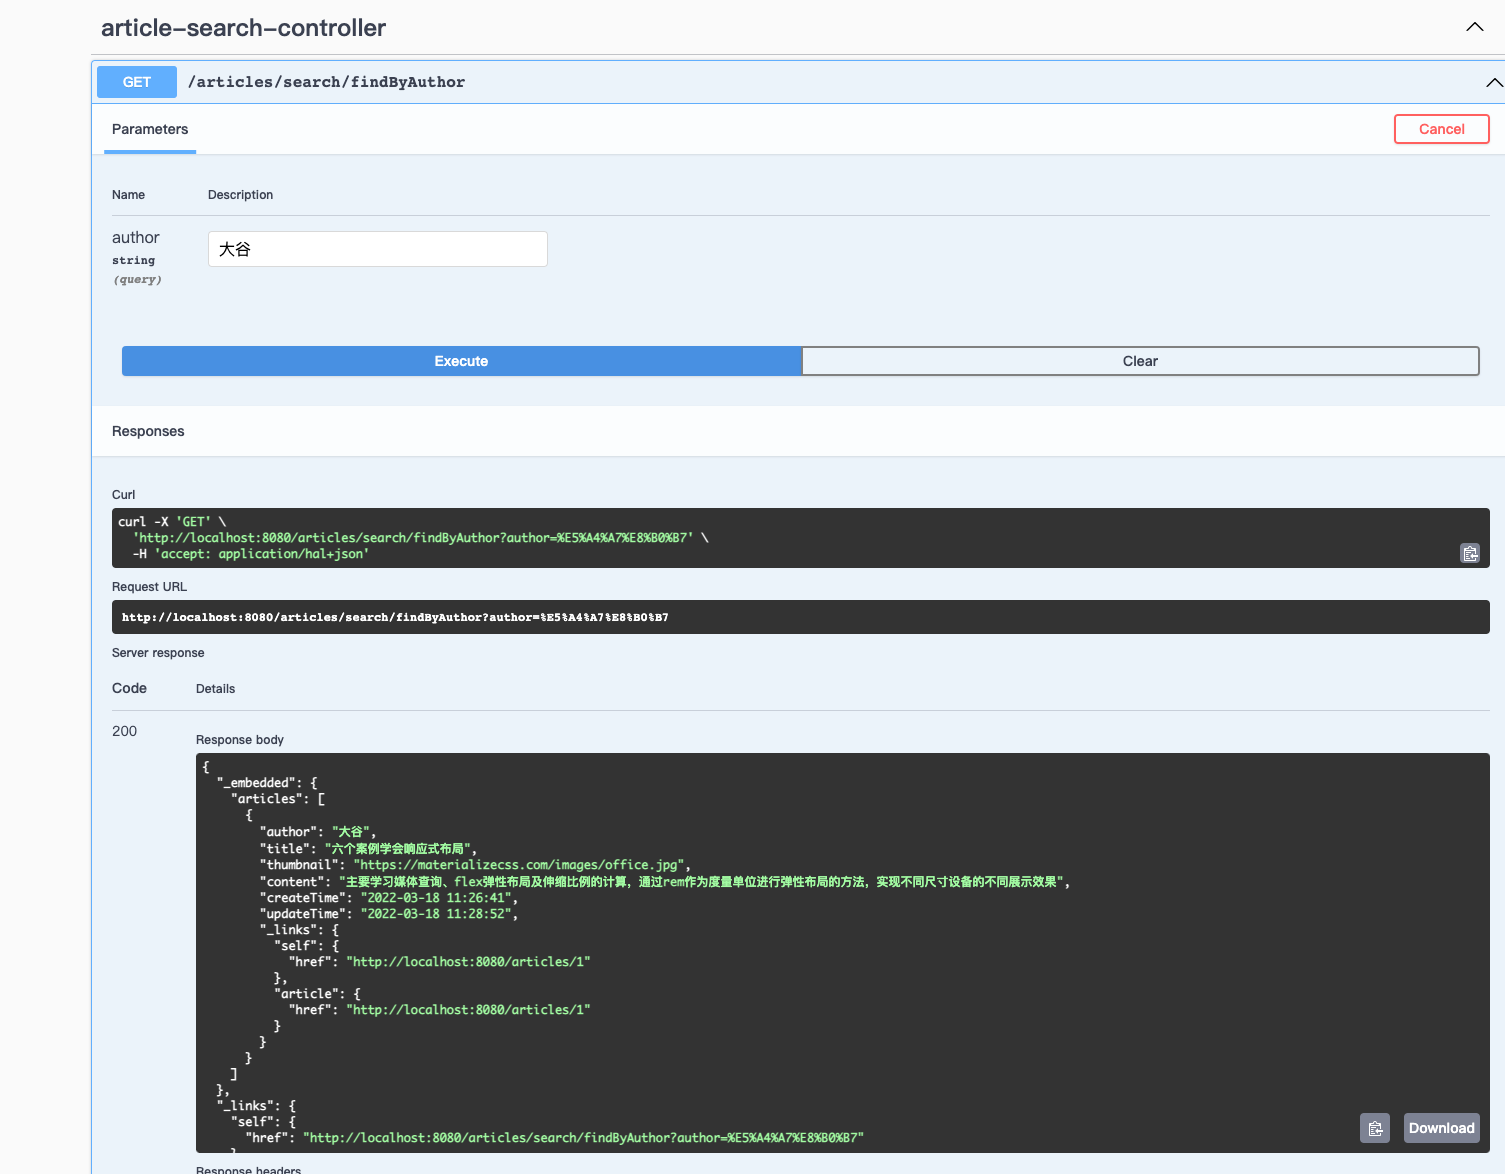 article-search-controller
GET /articles/search/findByAuthor
Parameters
Cancel
Name Description
author
string
(query)
大谷
Execute
Clear
Responses
Curl
curl -X 'GET' \
  'http://localhost:8080/articles/search/findByAuthor?author=%E5%A4%A7%E8%B0%B7' \
  -H 'accept: application/hal+json'
Request URL
http://localhost:8080/articles/search/findByAuthor?author=%E5%A4%A7%E8%B0%B7
Server response
Code Details
200
Response body
{
  "_embedded": {
    "articles": [
      {
        "author": "大谷",
        "title": "六个案例学会响应式布局",
        "thumbnail": "https://materializecss.com/images/office.jpg",
        "content": "主要学习媒体查询、flex弹性布局及伸缩比例的计算，通过rem作为度量单位进行弹性布局的方法，实现不同尺寸设备的不同展示效果",
        "createTime": "2022-03-18 11:26:41",
        "updateTime": "2022-03-18 11:28:52",
        "_links": {
          "self": {
            "href": "http://localhost:8080/articles/1"
          },
          "article": {
            "href": "http://localhost:8080/articles/1"
          }
        }
      }
    ]
  },
  "_links": {
    "self": {
      "href": "http://localhost:8080/articles/search/findByAuthor?author=%E5%A4%A7%E8%B0%B7"
Download
Response headers